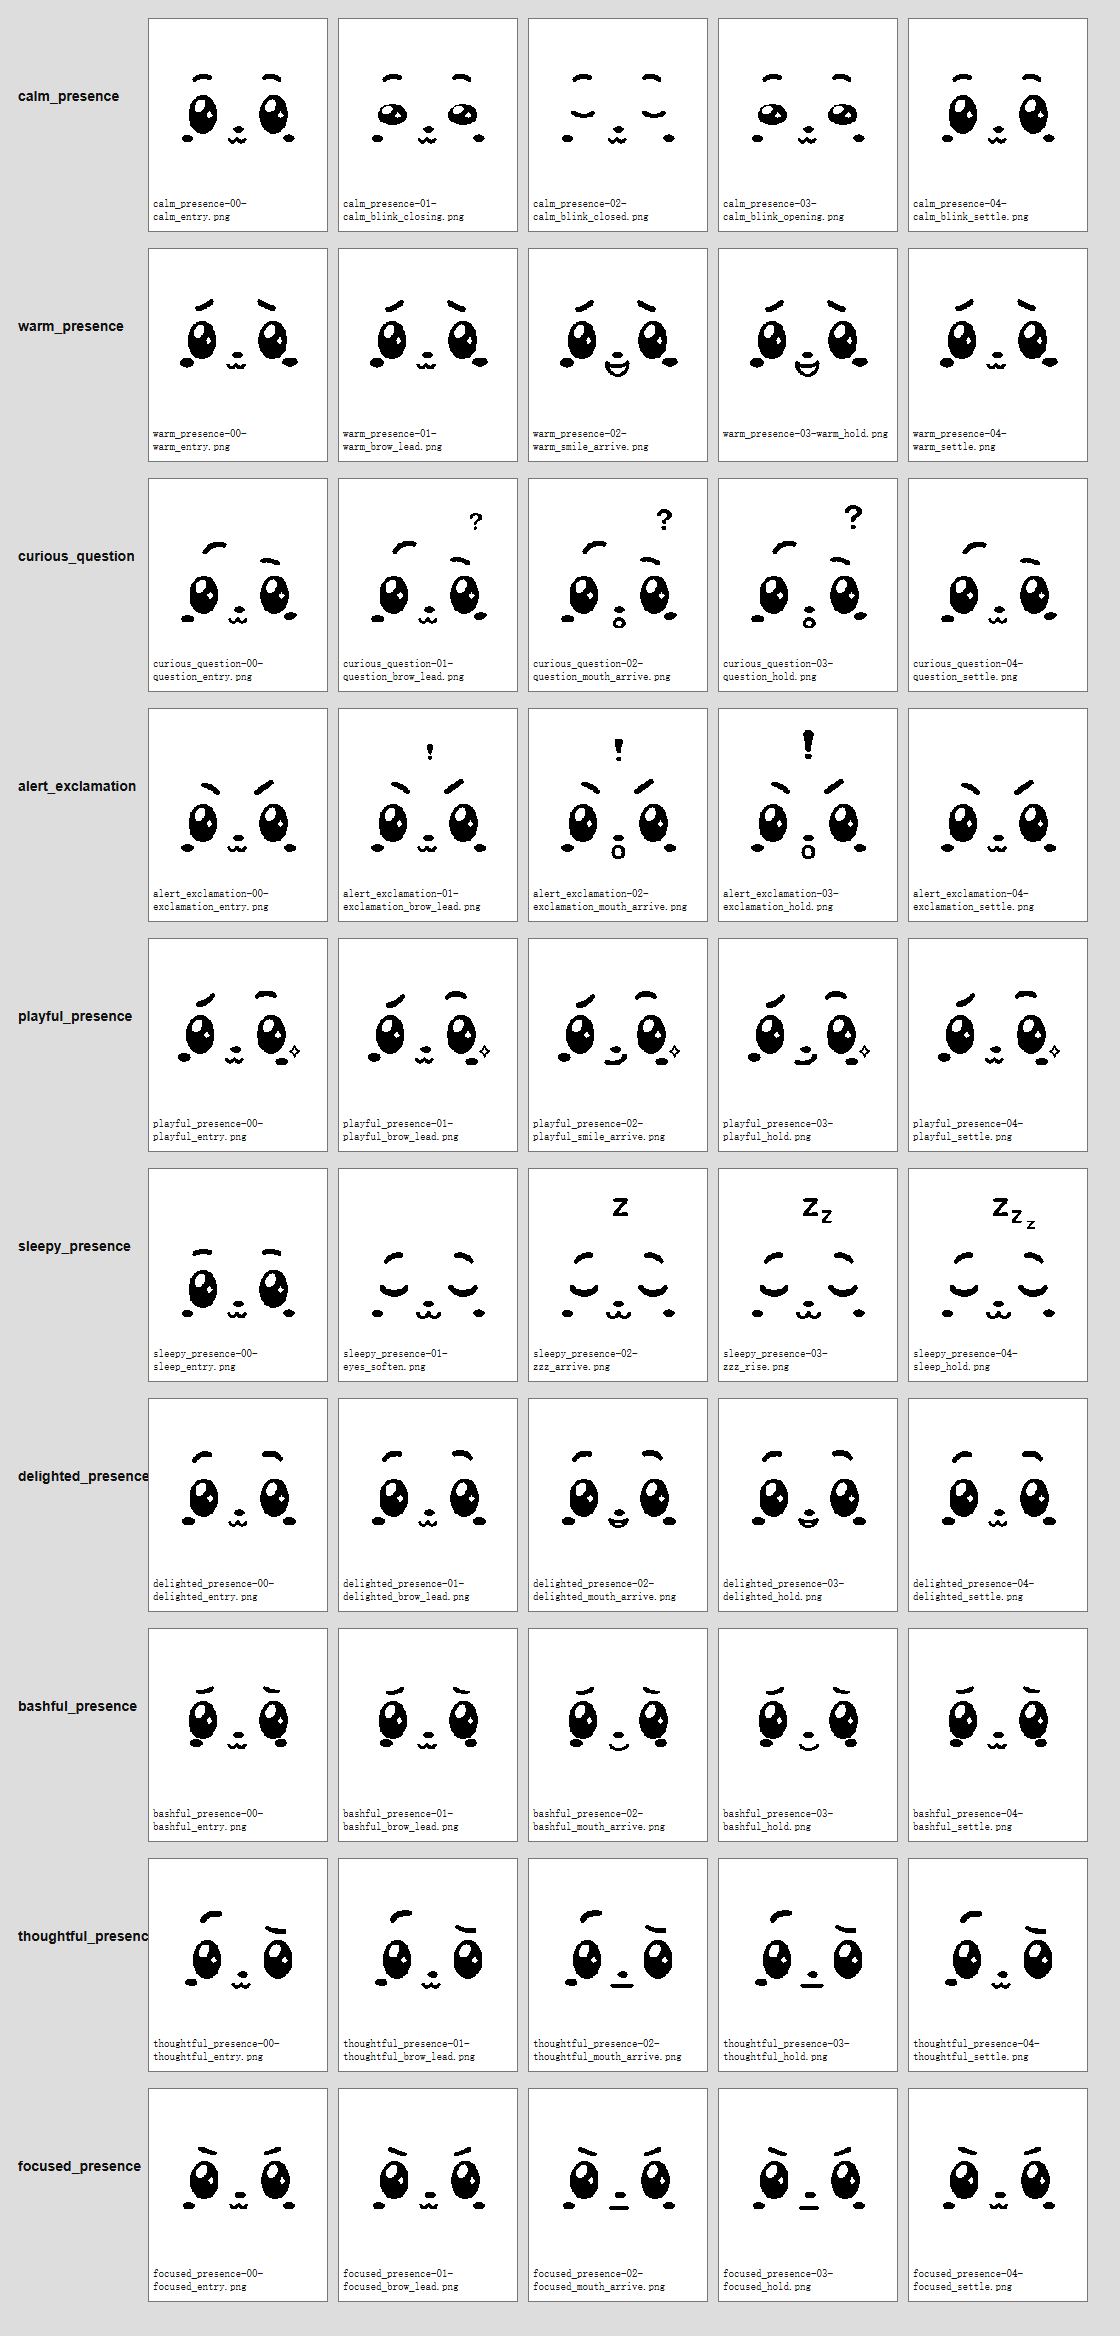 calm_presence
calm_presence-00-
calm_entry.png
calm_presence-01-
calm_blink_closing.png
calm_presence-02-
calm_blink_closed.png
calm_presence-03-
calm_blink_opening.png
calm_presence-04-
calm_blink_settle.png
warm_presence
warm_presence-00-
warm_entry.png
warm_presence-01-
warm_brow_lead.png
warm_presence-02-
warm_smile_arrive.png
warm_presence-03-warm_hold.png
warm_presence-04-
warm_settle.png
curious_question
?
?
?
curious_question-00-
question_entry.png
curious_question-01-
question_brow_lead.png
curious_question-02-
question_mouth_arrive.png
curious_question-03-
question_hold.png
curious_question-04-
question_settle.png
alert_exclamation
!
!
!
alert_exclamation-00-
exclamation_entry.png
alert_exclamation-01-
exclamation_brow_lead.png
alert_exclamation-02-
exclamation_mouth_arrive.png
alert_exclamation-03-
exclamation_hold.png
alert_exclamation-04-
exclamation_settle.png
playful_presence
playful_presence-00-
playful_entry.png
playful_presence-01-
playful_brow_lead.png
playful_presence-02-
playful_smile_arrive.png
playful_presence-03-
playful_hold.png
playful_presence-04-
playful_settle.png
sleepy_presence
Z
Z Z
Z Z Z
sleepy_presence-00-
sleep_entry.png
sleepy_presence-01-
eyes_soften.png
sleepy_presence-02-
zzz_arrive.png
sleepy_presence-03-
zzz_rise.png
sleepy_presence-04-
sleep_hold.png
delighted_presence
delighted_presence-00-
delighted_entry.png
delighted_presence-01-
delighted_brow_lead.png
delighted_presence-02-
delighted_mouth_arrive.png
delighted_presence-03-
delighted_hold.png
delighted_presence-04-
delighted_settle.png
bashful_presence
bashful_presence-00-
bashful_entry.png
bashful_presence-01-
bashful_brow_lead.png
bashful_presence-02-
bashful_mouth_arrive.png
bashful_presence-03-
bashful_hold.png
bashful_presence-04-
bashful_settle.png
thoughtful_presenc
thoughtful_presence-00-
thoughtful_entry.png
thoughtful_presence-01-
thoughtful_brow_lead.png
thoughtful_presence-02-
thoughtful_mouth_arrive.png
thoughtful_presence-03-
thoughtful_hold.png
thoughtful_presence-04-
thoughtful_settle.png
focused_presence
focused_presence-00-
focused_entry.png
focused_presence-01-
focused_brow_lead.png
focused_presence-02-
focused_mouth_arrive.png
focused_presence-03-
focused_hold.png
focused_presence-04-
focused_settle.png